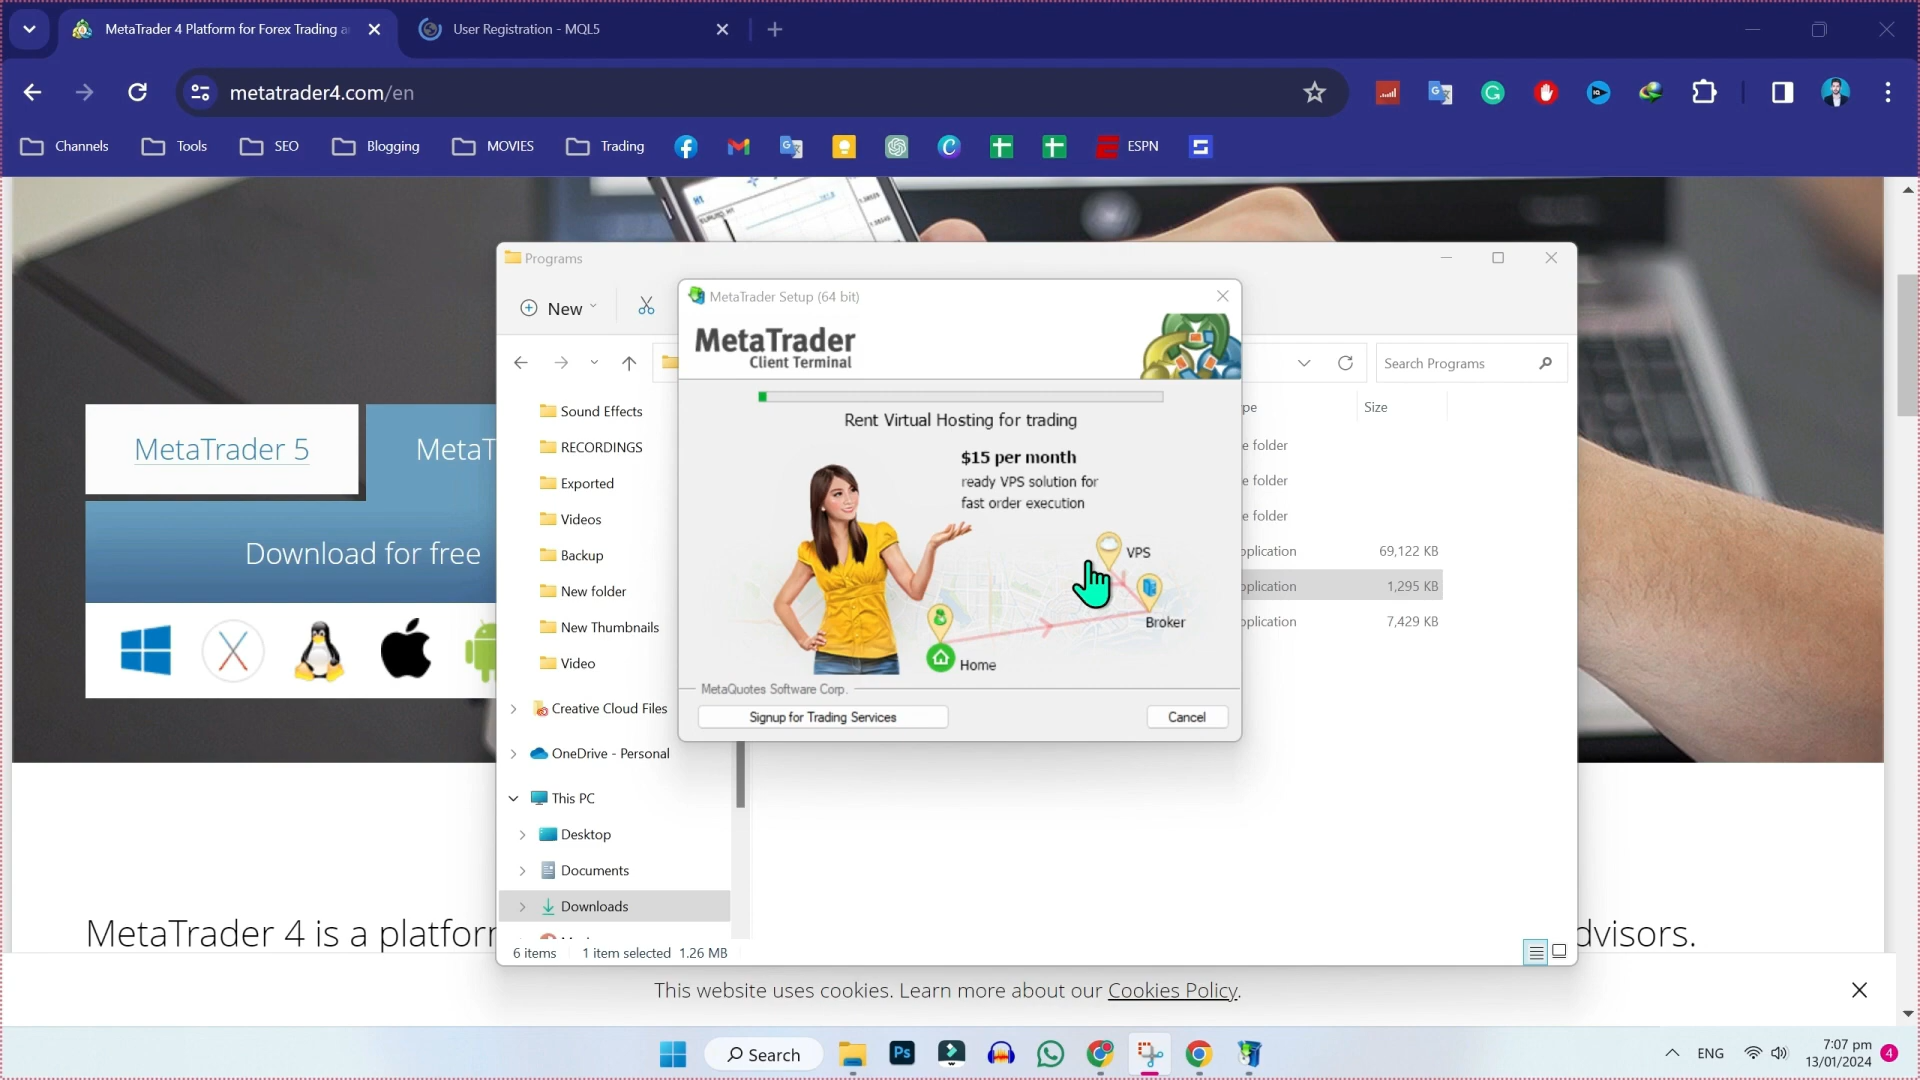 MetaTrader 4 Platform for Forex Trading a
User Registration - MQL5
metatrader4.com/en
Channels
Tools
SEO
Blogging
MOVIES
Trading
ESPN
Programs
New
MetaTrader Setup (64 bit)
MetaTrader
Client Terminal
Search Programs
Sound Effects
RECORDINGS
Exported
Videos
Backup
New folder
New Thumbnails
Video
Creative Cloud Files
OneDrive - Personal
This PC
Desktop
Documents
Downloads
pe
Size
e folder
e folder
e folder
plication
69,122 KB
plication
1,295 KB
plication
7,429 KB
Rent Virtual Hosting for trading
$15 per month
ready VPS solution for
fast order execution
VPS
Broker
Home
MetaQuotes Software Corp.
Signup for Trading Services
Cancel
MetaTrader 5
MetaT
Download for free
6 items
1 item selected 1.26 MB
MetaTrader 4 is a platfor
dvisors.
This website uses cookies. Learn more about our Cookies Policy.
Search
Ps
ENG
7:07 pm
13/01/2024
4